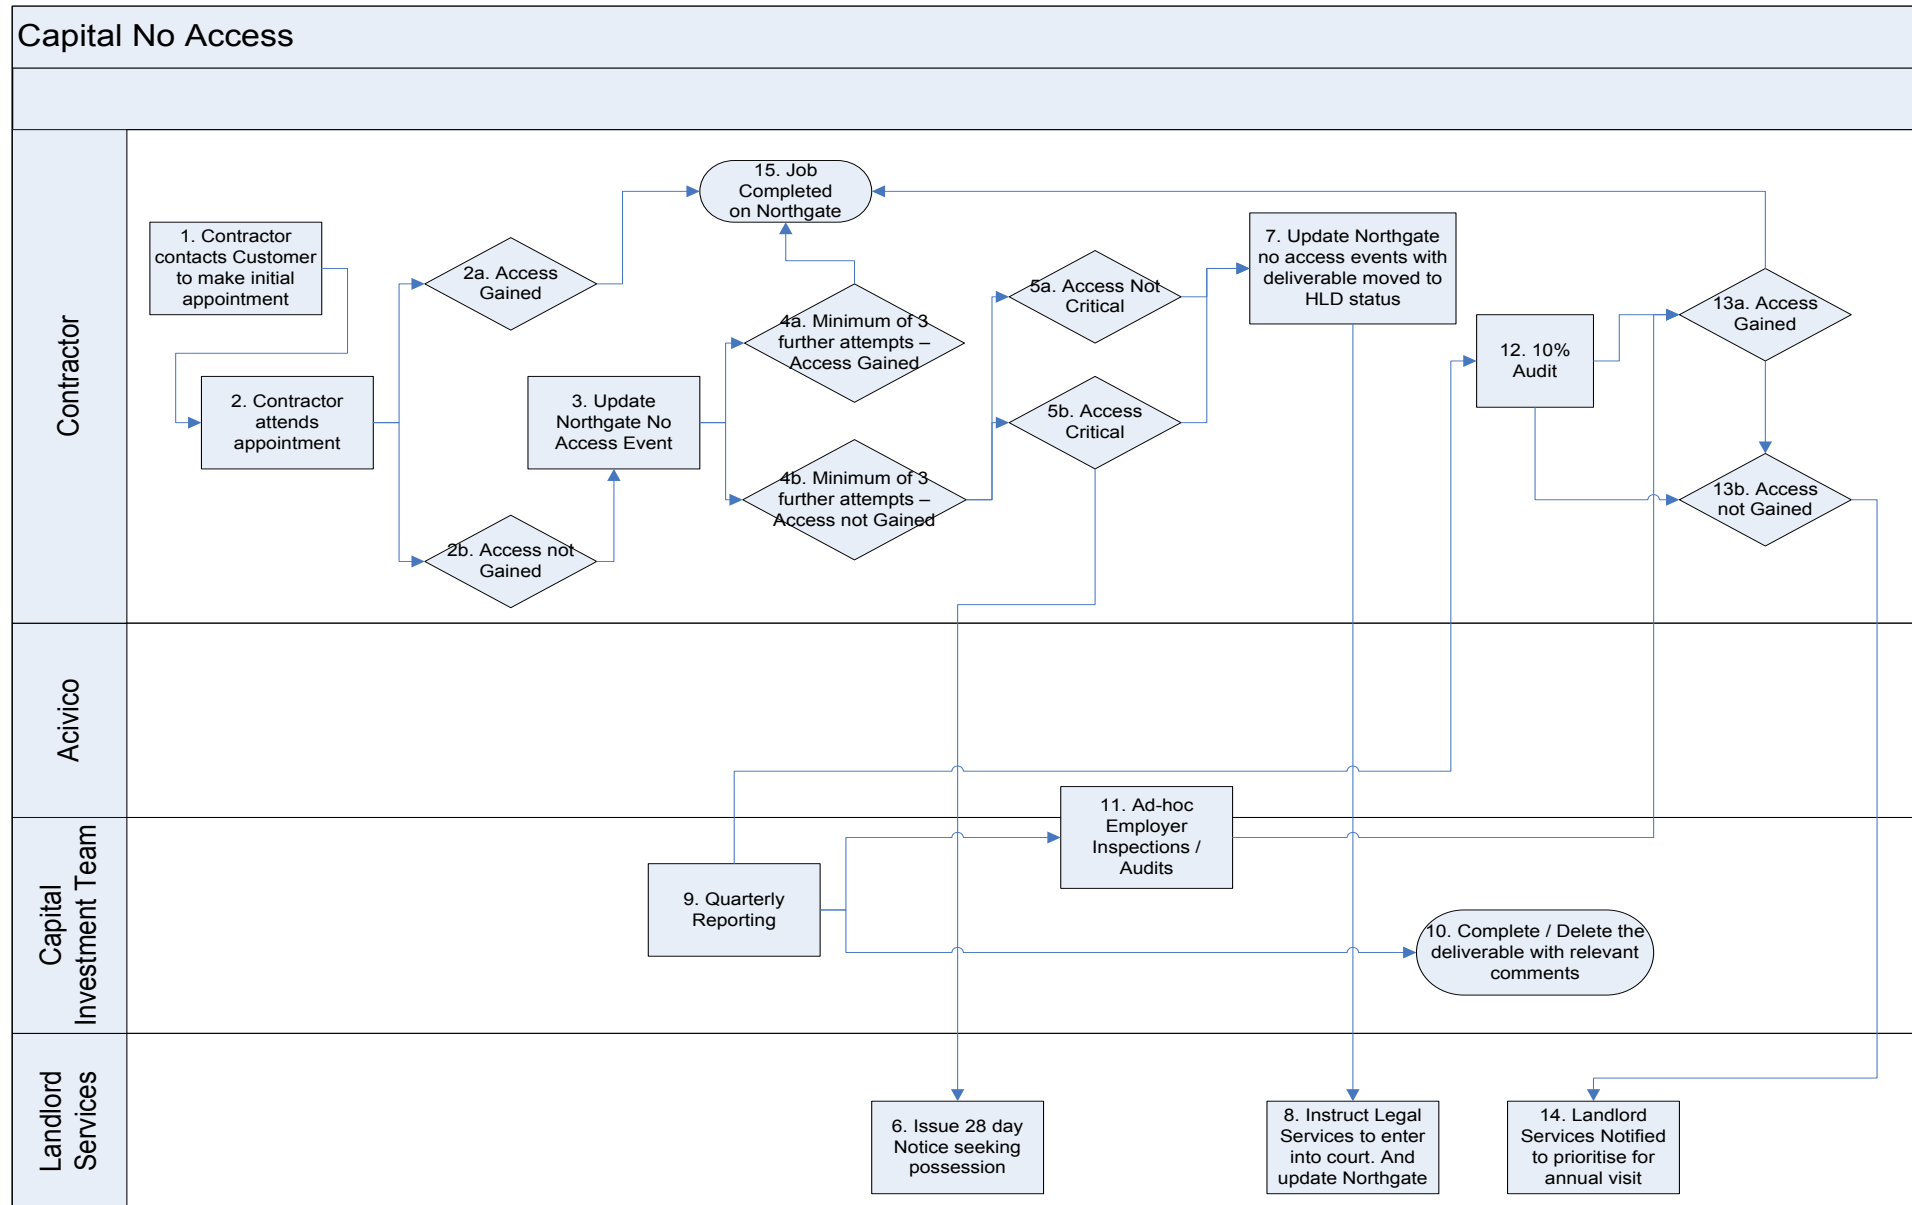 Capital No Access
Contractor
1. Contractor
contacts Customer
to make initial
appointment
2. Contractor
attends
appointment
2a. Access
Gained
2b. Access not
Gained
3. Update
Northgate No
Access Event
15. Job
Completed
on Northgate
4a. Minimum of 3
further attempts –
Access Gained
4b. Minimum of 3
further attempts –
Access not Gained
5a. Access Not
Critical
5b. Access
Critical
7. Update Northgate
no access events with
deliverable moved to
HLD status
12. 10%
Audit
13a. Access
Gained
13b. Access
not Gained
Acivico
11. Ad-hoc
Employer
Inspections /
Audits
Capital
Investment Team
9. Quarterly
Reporting
10. Complete / Delete the
deliverable with relevant
comments
Landlord
Services
6. Issue 28 day
Notice seeking
possession
8. Instruct Legal
Services to enter
into court. And
update Northgate
14. Landlord
Services Notified
to prioritise for
annual visit